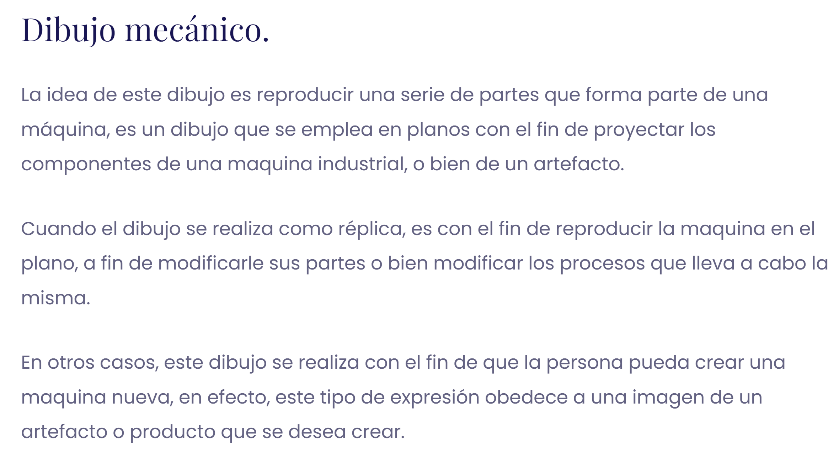 Dibujo mecánico.
La idea de este dibujo es reproducir una serie de partes que forma parte de una
máquina, es un dibujo que se emplea en planos con el fin de proyectar los
componentes de una maquina industrial, o bien de un artefacto.
Cuando el dibujo se realiza como réplica, es con el fin de reproducir la maquina en el
plano, a fin de modificarle sus partes o bien modificar los procesos que lleva a cabo la
misma.
En otros casos, este dibujo se realiza con el fin de que la persona pueda crear una
maquina nueva, en efecto, este tipo de expresión obedece a una imagen de un
artefacto o producto que se desea crear.